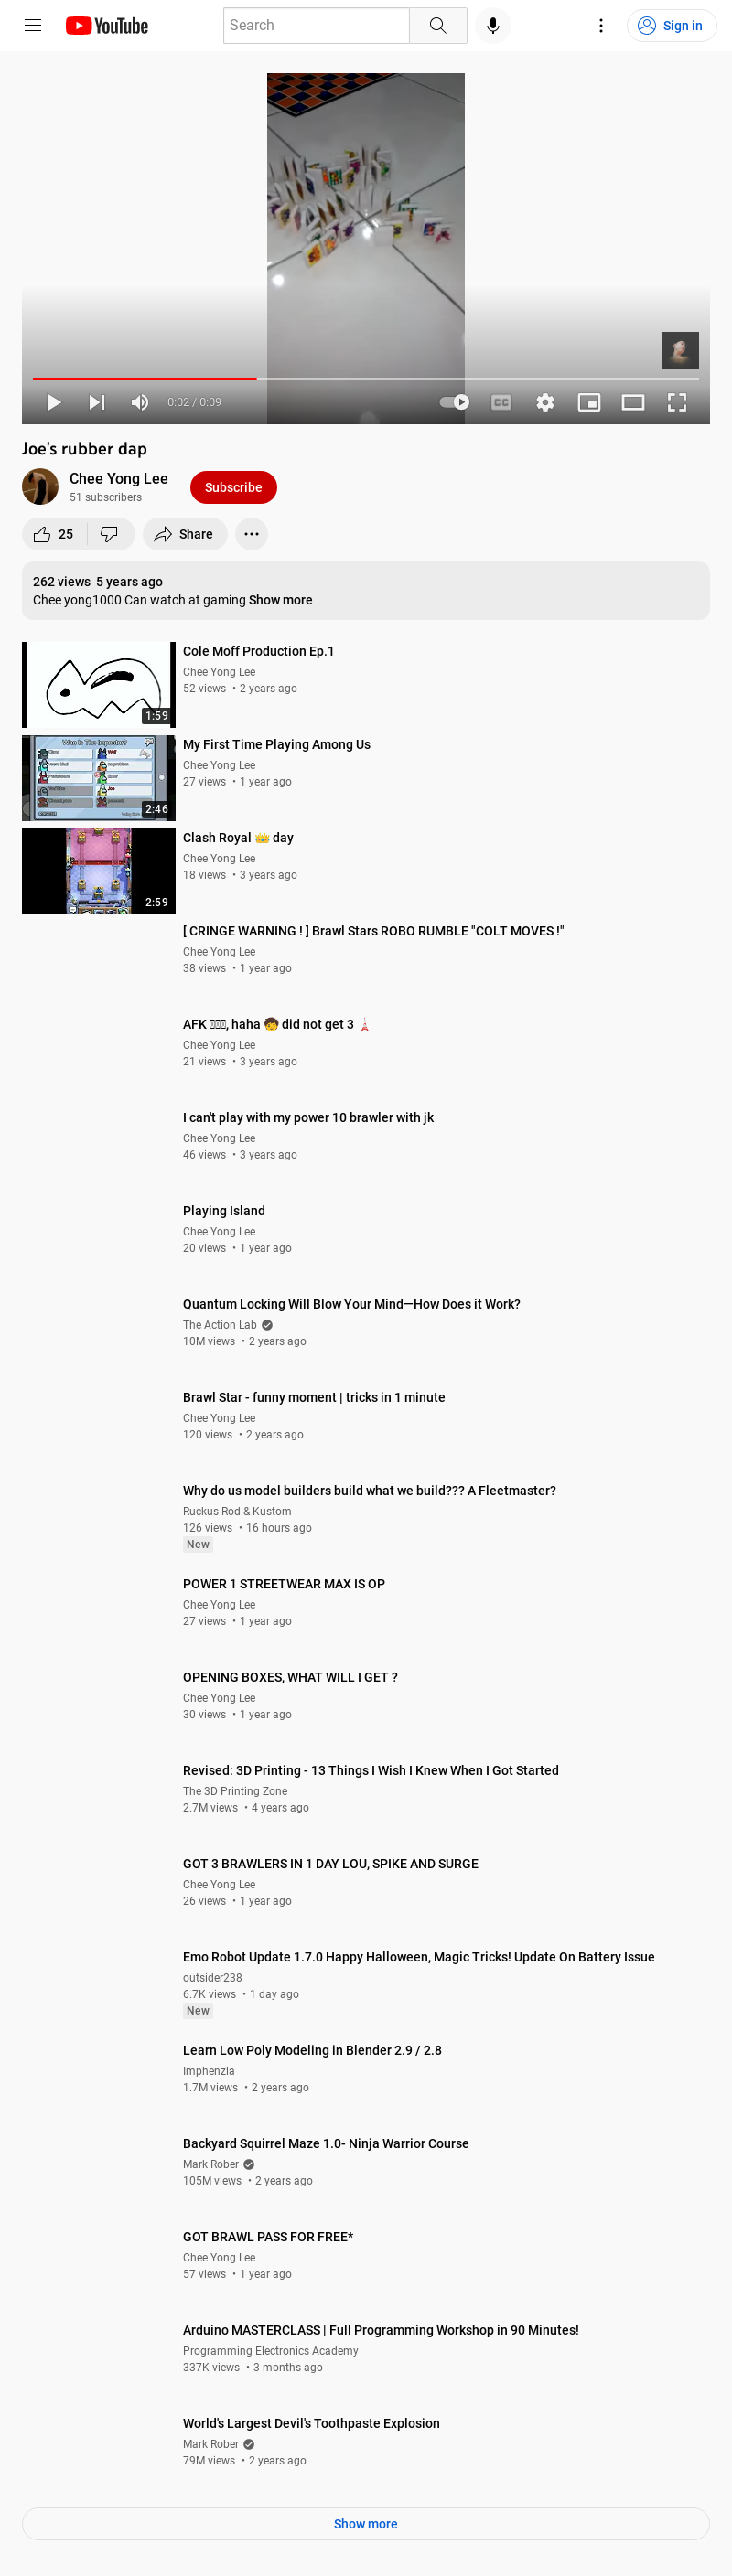 YouTube
Search
Sign in
0:02 / 0:09
CC
Joe's rubber dap
Chee Yong Lee
51 subscribers
Subscribe
25
Share
262 views 5 years ago
Chee yong1000 Can watch at gaming Show more
Cole Moff Production Ep.1
Chee Yong Lee
52 views • 2 years ago
1:59
My First Time Playing Among Us
Chee Yong Lee
27 views • 1 year ago
Who Is The Impostor?
2:46
Clash Royal 👑 day
Chee Yong Lee
18 views • 3 years ago
2:59
[ CRINGE WARNING ! ] Brawl Stars ROBO RUMBLE "COLT MOVES !"
Chee Yong Lee
38 views • 1 year ago
AFK , haha 🧒 did not get 3 🗼
Chee Yong Lee
21 views • 3 years ago
I can't play with my power 10 brawler with jk
Chee Yong Lee
46 views • 3 years ago
Playing Island
Chee Yong Lee
20 views • 1 year ago
Quantum Locking Will Blow Your Mind—How Does it Work?
The Action Lab
10M views • 2 years ago
Brawl Star - funny moment | tricks in 1 minute
Chee Yong Lee
120 views • 2 years ago
Why do us model builders build what we build??? A Fleetmaster?
Ruckus Rod & Kustom
126 views • 16 hours ago
New
POWER 1 STREETWEAR MAX IS OP
Chee Yong Lee
27 views • 1 year ago
OPENING BOXES, WHAT WILL I GET ?
Chee Yong Lee
30 views • 1 year ago
Revised: 3D Printing - 13 Things I Wish I Knew When I Got Started
The 3D Printing Zone
2.7M views • 4 years ago
GOT 3 BRAWLERS IN 1 DAY LOU, SPIKE AND SURGE
Chee Yong Lee
26 views • 1 year ago
Emo Robot Update 1.7.0 Happy Halloween, Magic Tricks! Update On Battery Issue
outsider238
6.7K views • 1 day ago
New
Learn Low Poly Modeling in Blender 2.9 / 2.8
Imphenzia
1.7M views • 2 years ago
Backyard Squirrel Maze 1.0- Ninja Warrior Course
Mark Rober
105M views • 2 years ago
GOT BRAWL PASS FOR FREE*
Chee Yong Lee
57 views • 1 year ago
Arduino MASTERCLASS | Full Programming Workshop in 90 Minutes!
Programming Electronics Academy
337K views • 3 months ago
World's Largest Devil's Toothpaste Explosion
Mark Rober
79M views • 2 years ago
Show more